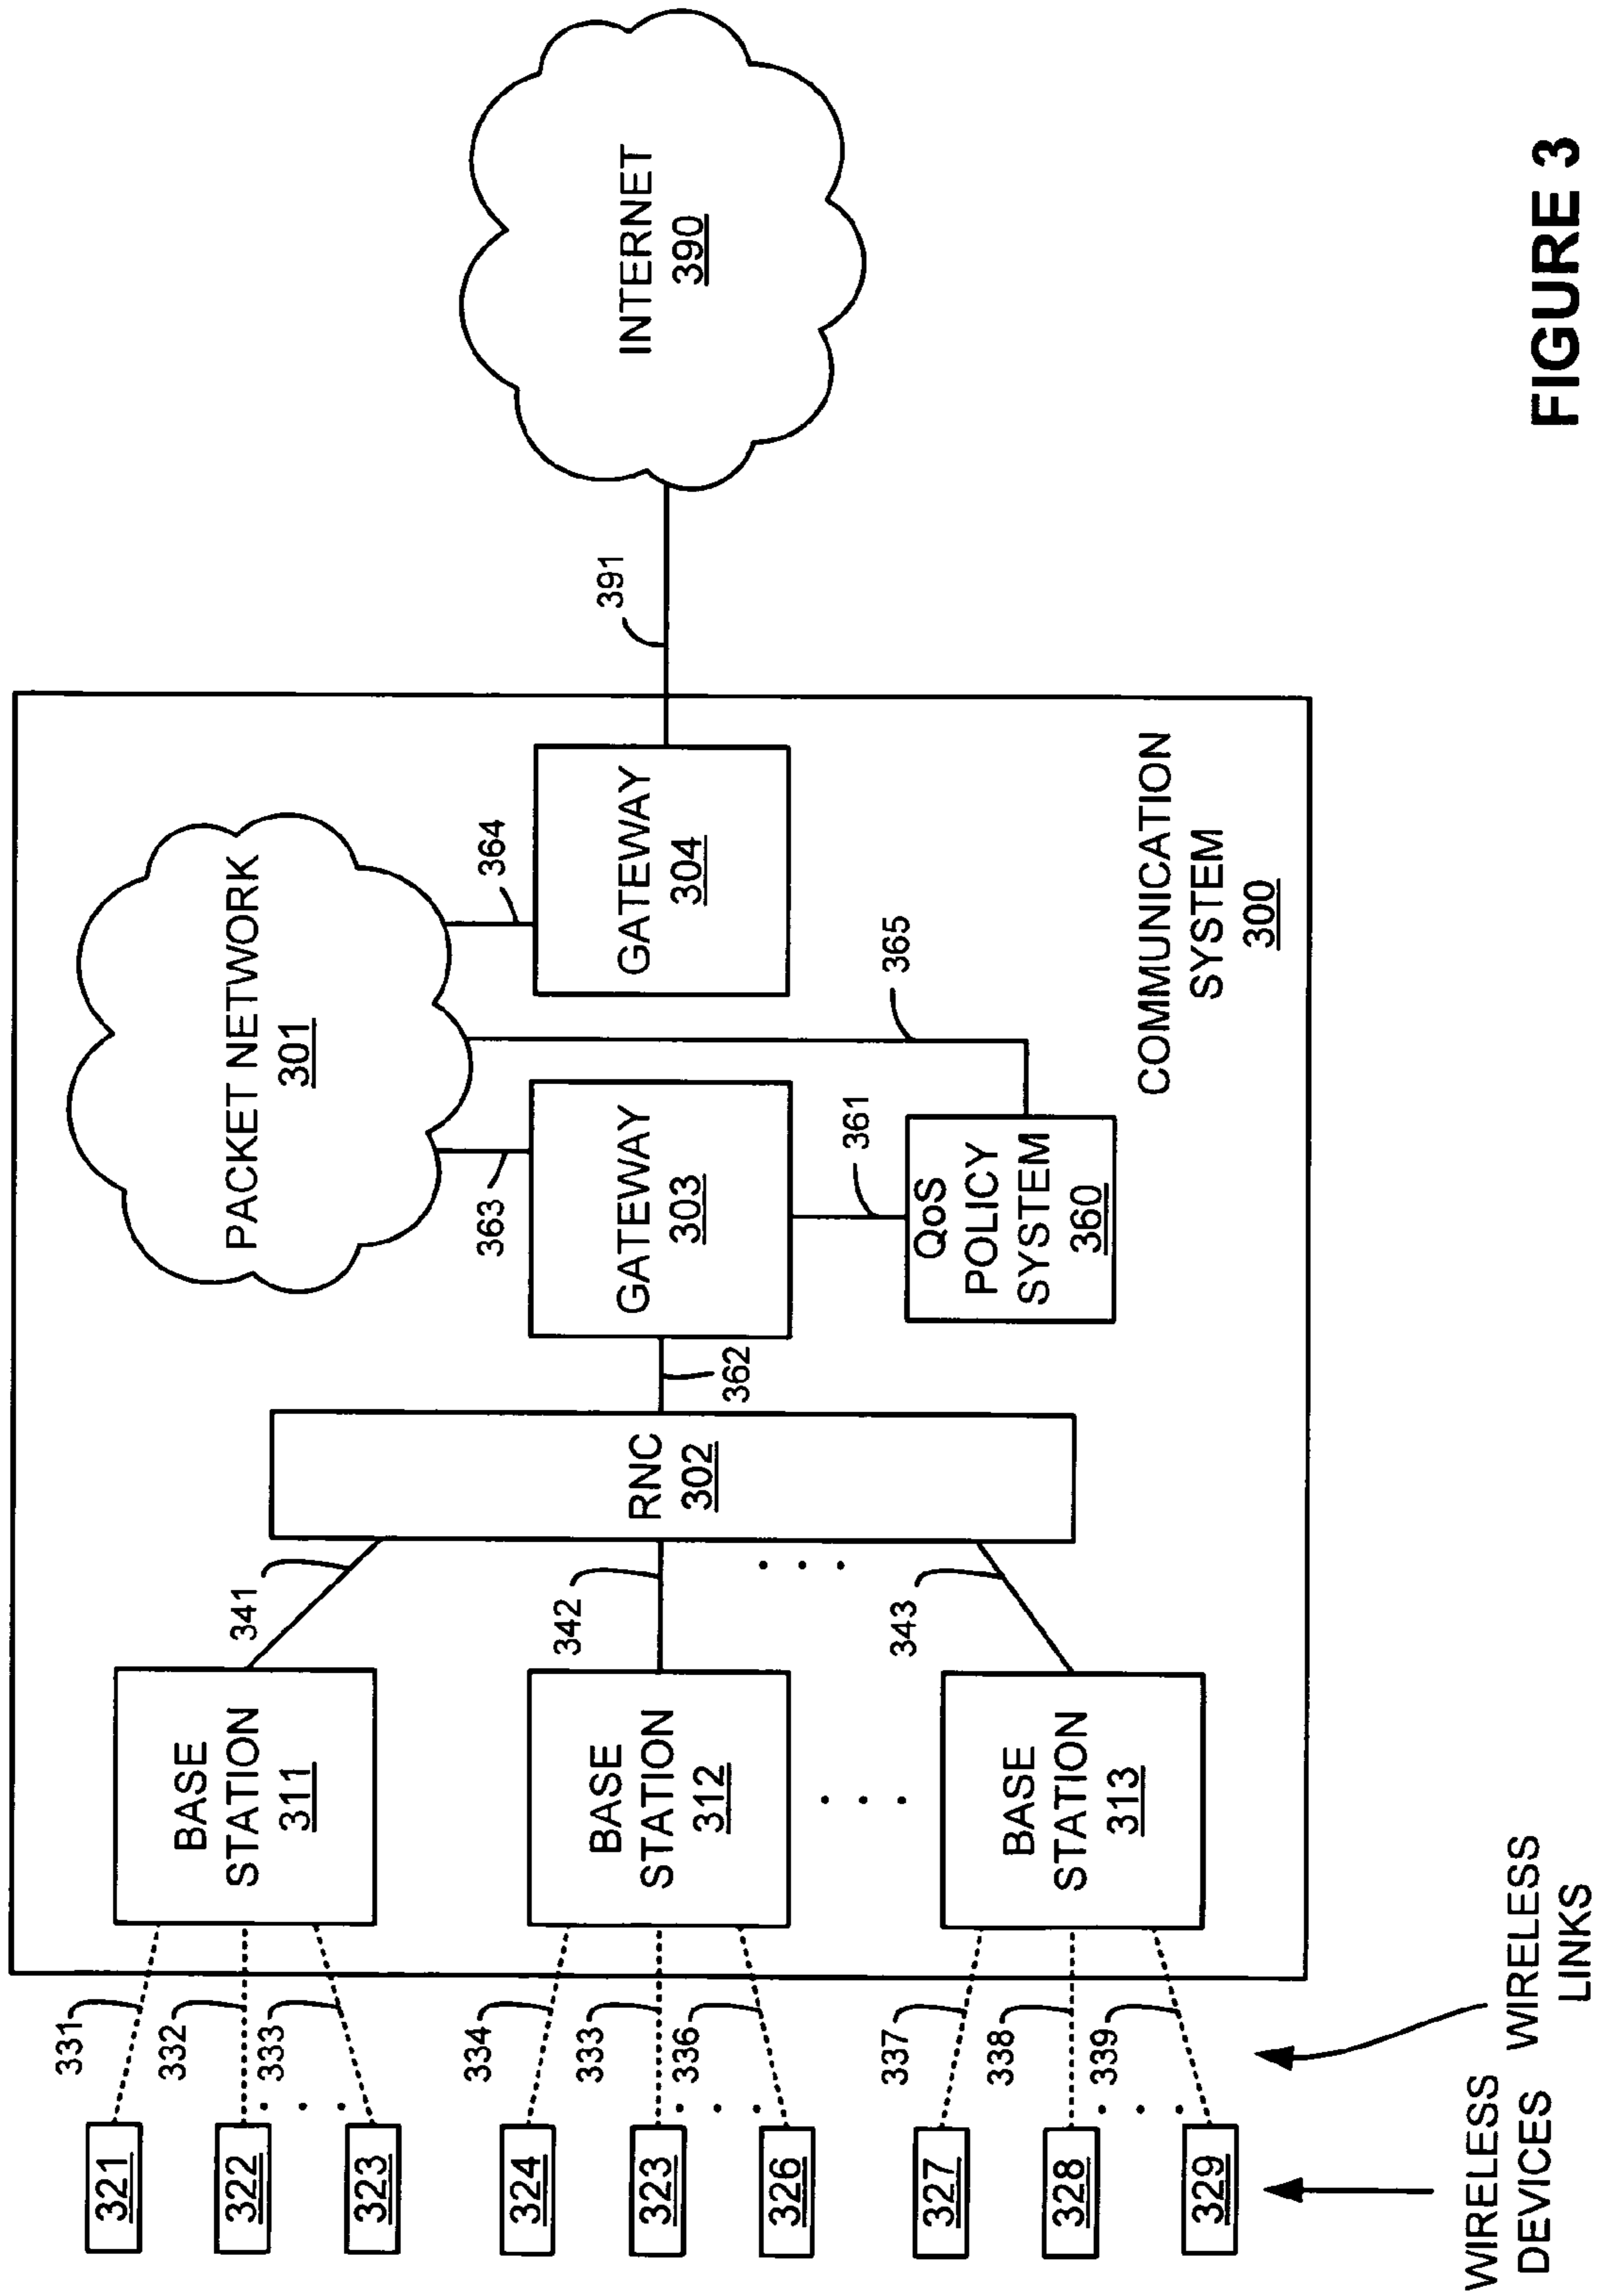 321
322
323
324
323
326
327
328
329
WIRELESS
DEVICES
331
332
333
334
333
336
337
338
339
WIRELESS
LINKS
BASE
STATION
311
BASE
STATION
312
BASE
STATION
313
341
342
343
RNC
302
362
GATEWAY
303
363
361
QoS
POLICY
SYSTEM
360
365
PACKET NETWORK
301
364
GATEWAY
304
COMMUNICATION
SYSTEM
300
391
INTERNET
390
FIGURE 3